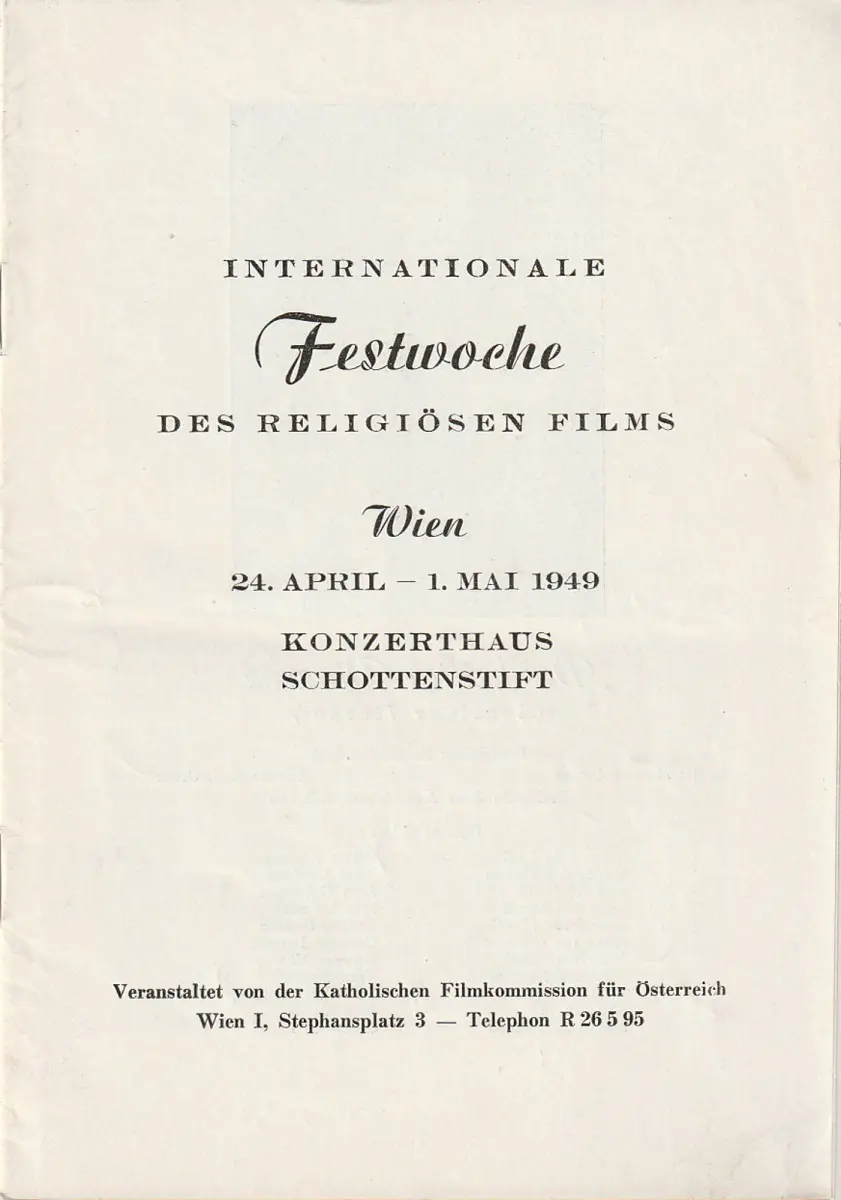 INTERNATIONALE
Festwoche
DES RELIGIÖSEN FILMS
Wien
24. APRIL – 1. MAI 1949
KONZERTHAUS
SCHOTTENSTIFT
Veranstaltet von der Katholischen Filmkommission für Österreich
Wien I, Stephansplatz 3 — Telephon R 26 5 95